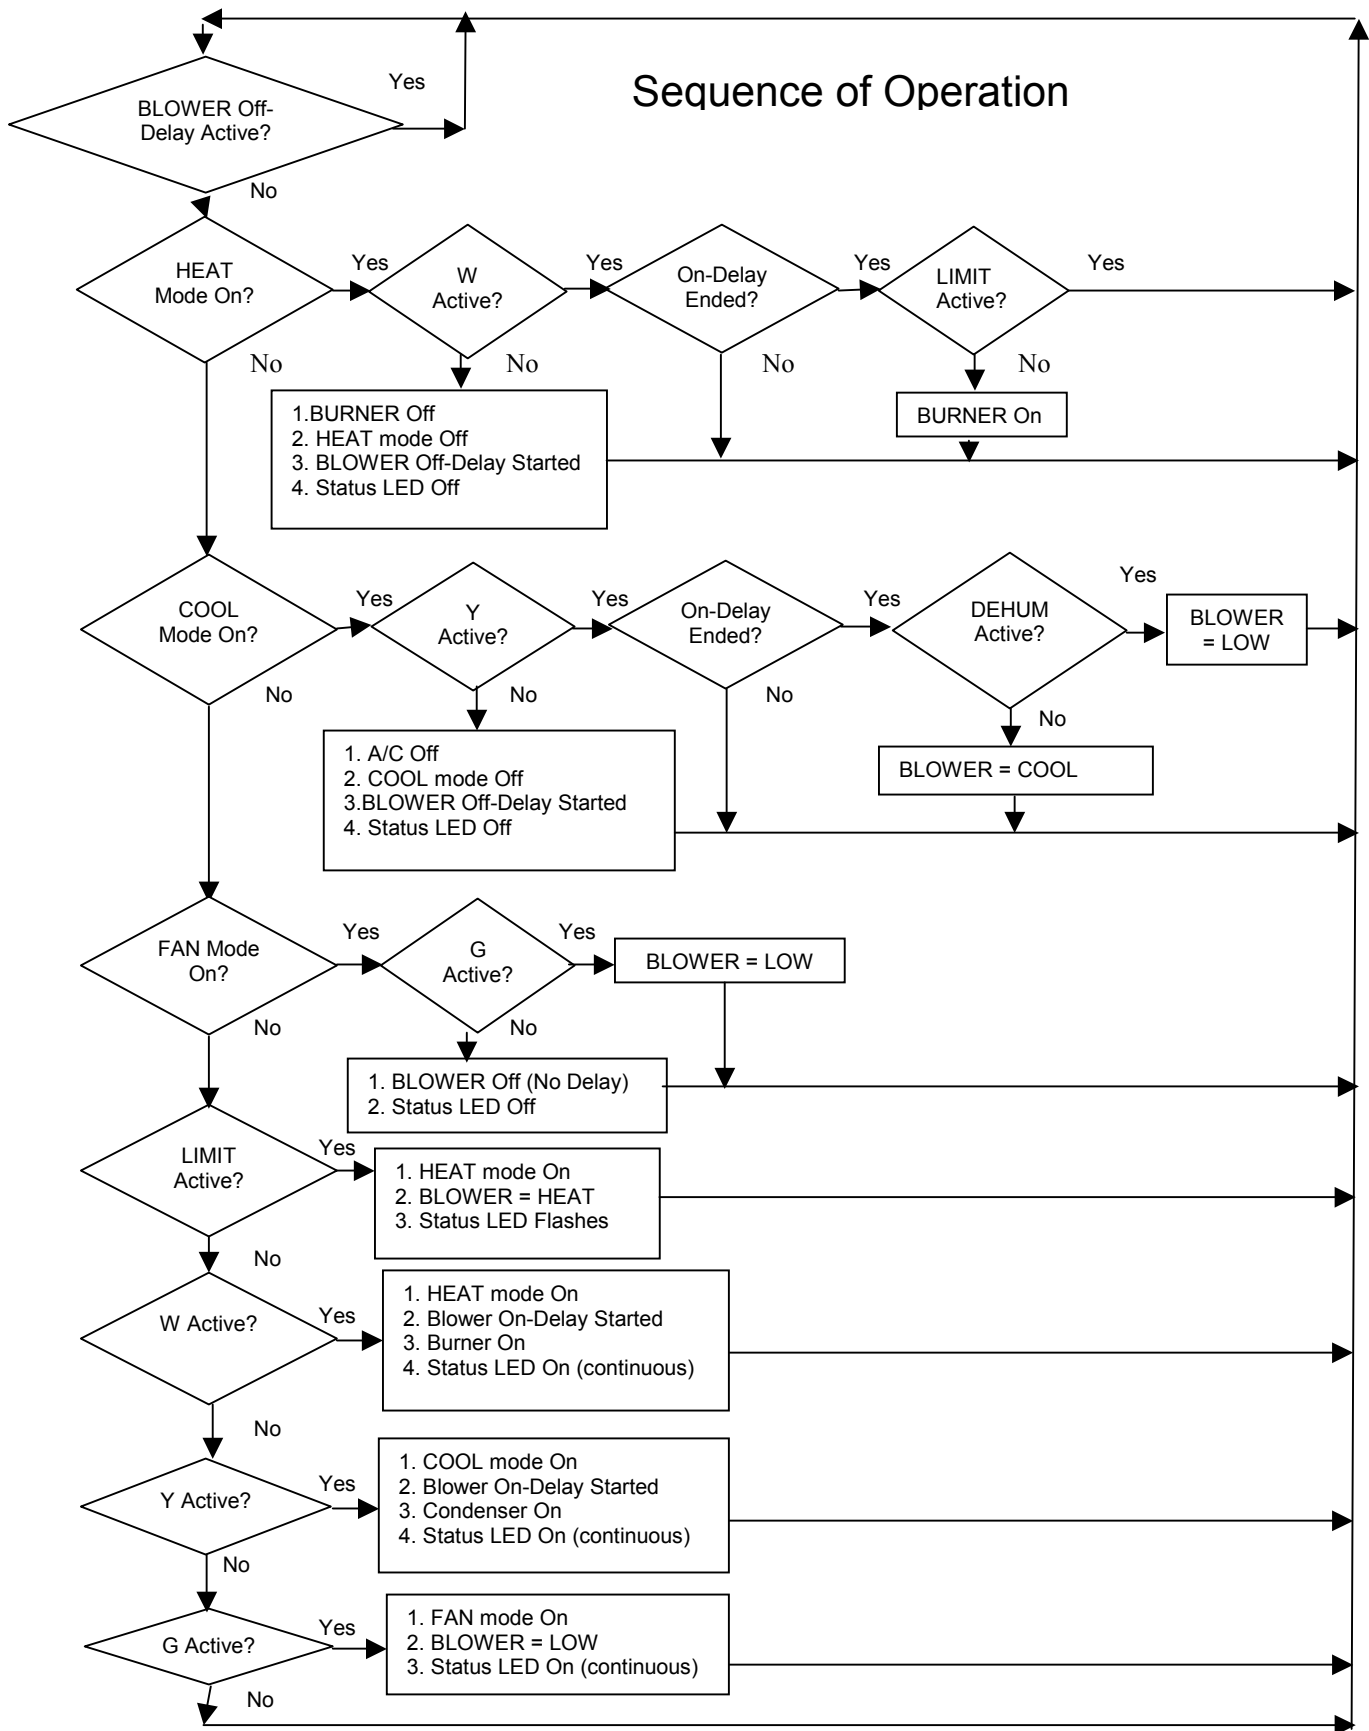 Sequence of Operation
BLOWER Off-
Delay Active?
Yes
No
HEAT
Mode On?
Yes
No
W
Active?
Yes
No
On-Delay
Ended?
Yes
No
LIMIT
Active?
Yes
No
1.BURNER Off
2. HEAT mode Off
3. BLOWER Off-Delay Started
4. Status LED Off
BURNER On
COOL
Mode On?
Yes
No
Y
Active?
Yes
No
On-Delay
Ended?
Yes
No
DEHUM
Active?
Yes
No
BLOWER
= LOW
1. A/C Off
2. COOL mode Off
3.BLOWER Off-Delay Started
4. Status LED Off
BLOWER = COOL
FAN Mode
On?
Yes
No
G
Active?
Yes
No
BLOWER = LOW
1. BLOWER Off (No Delay)
2. Status LED Off
LIMIT
Active?
Yes
No
1. HEAT mode On
2. BLOWER = HEAT
3. Status LED Flashes
W Active?
Yes
No
1. HEAT mode On
2. Blower On-Delay Started
3. Burner On
4. Status LED On (continuous)
Y Active?
Yes
No
1. COOL mode On
2. Blower On-Delay Started
3. Condenser On
4. Status LED On (continuous)
G Active?
Yes
No
1. FAN mode On
2. BLOWER = LOW
3. Status LED On (continuous)